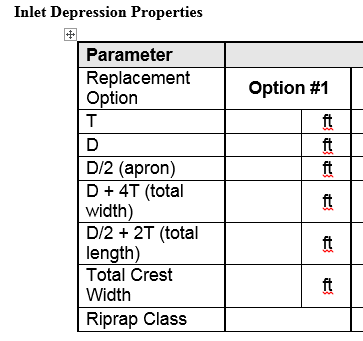 Inlet Depression Properties
Parameter
Replacement
Option
Option #1
T
ft
D
ft
D/2 (apron)
ft
D + 4T (total
width)
ft
D/2 + 2T (total
length)
ft
Total Crest
Width
ft
Riprap Class